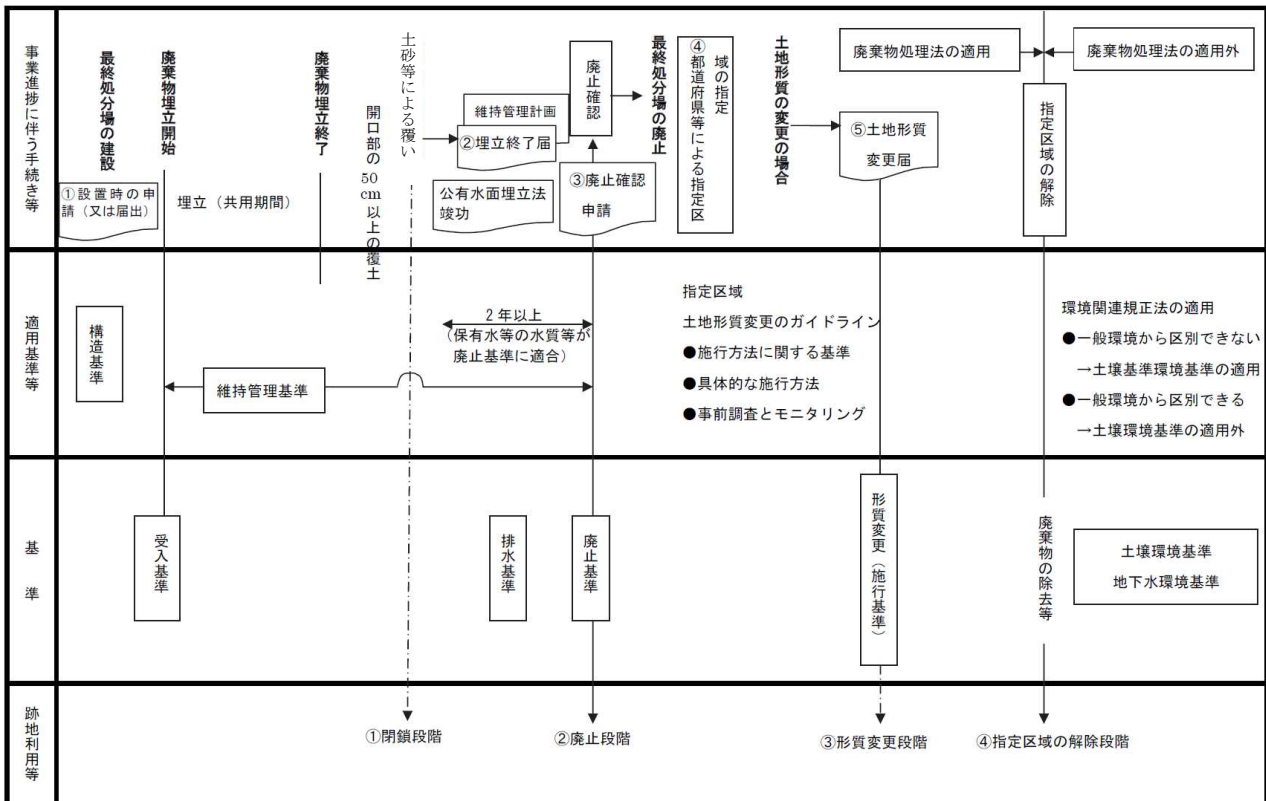 事業進捗に伴う手続き等
最終処分場の建設
①設置時の申
請（又は届出）
廃棄物埋立開始
埋立（共用期間）
廃棄物埋立終了
開口部の50cm以上の覆土
土砂等による覆い
維持管理計画
②埋立終了届
公有水面埋立法
竣功
廃止確認
③廃止確認
申請
最終処分場の廃止
④都道府県等による指定区
域の指定
土地形質の変更の場合
廃棄物処理法の適用
廃棄物処理法の適用外
⑤土地形質
変更届
指定区域の解除
適用基準等
構造基準
維持管理基準
2年以上
（保有水等の水質等が
廃止基準に適合）
指定区域
土地形質変更のガイドライン
●施行方法に関する基準
●具体的な施行方法
●事前調査とモニタリング
環境関連規正法の適用
●一般環境から区別できない
→土壌基準環境基準の適用
●一般環境から区別できる
→土壌環境基準の適用外
基準
受入基準
排水基準
廃止基準
形質変更（施行基準）
廃棄物の除去等
土壌環境基準
地下水環境基準
跡地利用等
①閉鎖段階
②廃止段階
③形質変更段階
④指定区域の解除段階